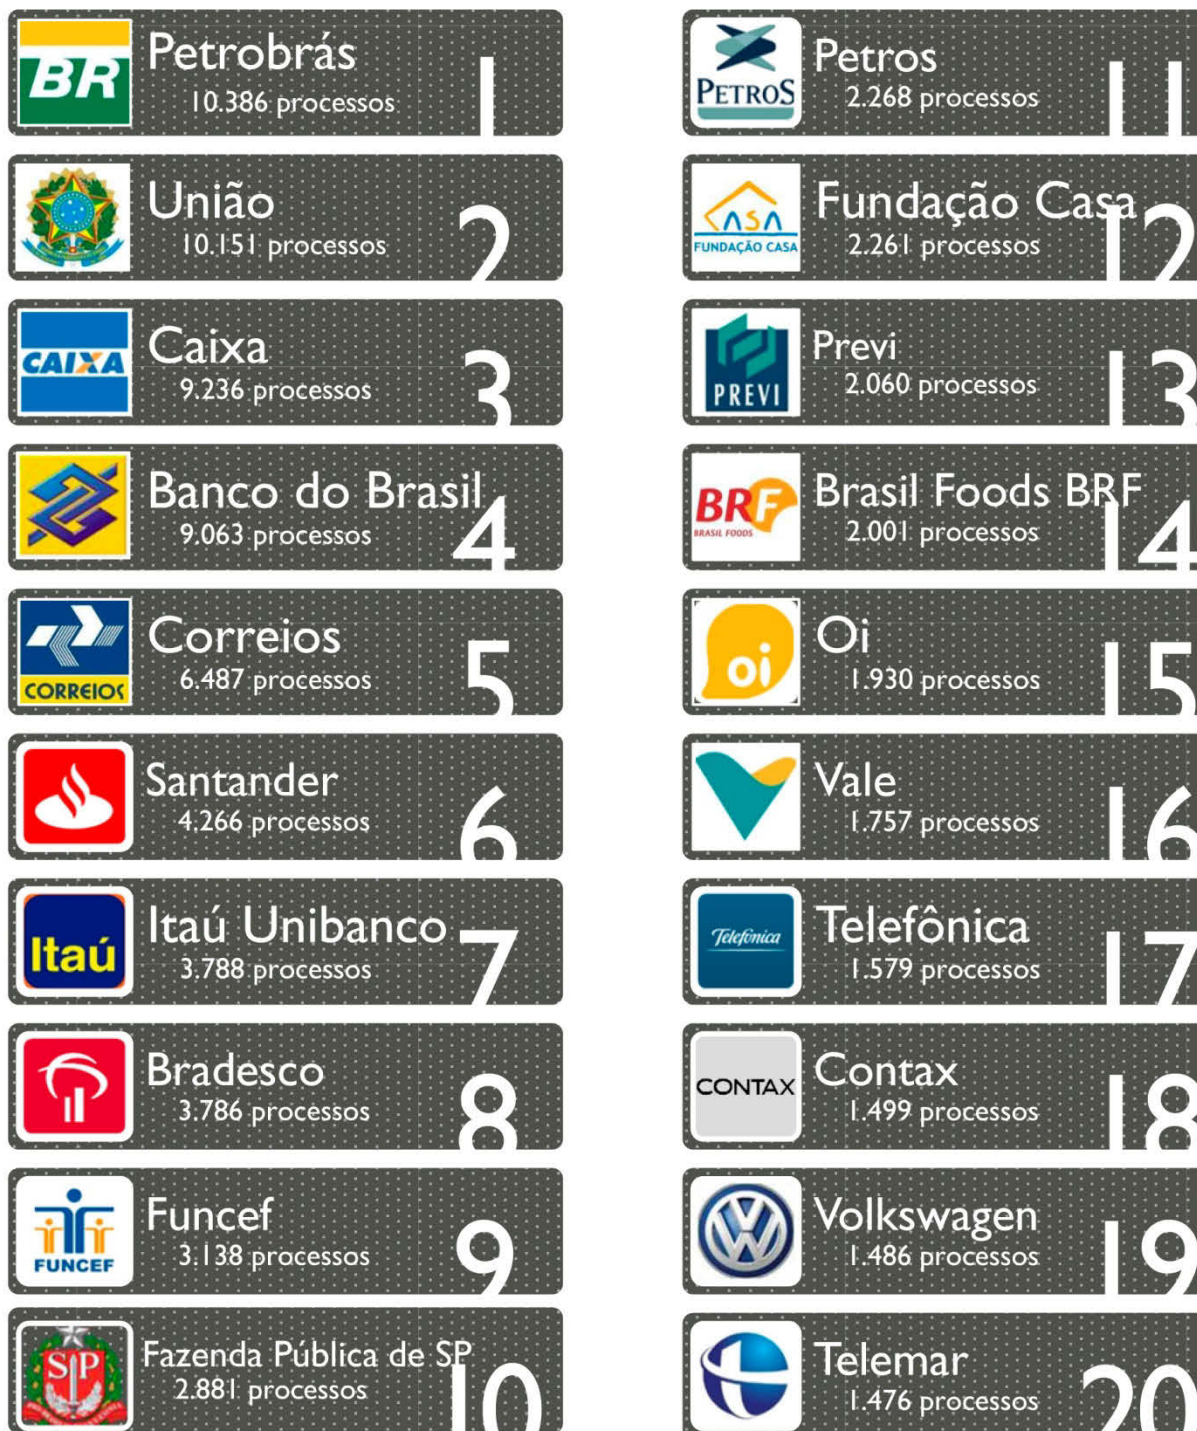 BR
Petrobrás
10.386 processos
1
União
10.151 processos
2
CAIXA
Caixa
9.236 processos
3
Banco do Brasil
9.063 processos
4
CORREIOS
Correios
6.487 processos
5
Santander
4.266 processos
6
Itaú
Itaú Unibanco
3.788 processos
7
Bradesco
3.786 processos
8
FUNCEF
Funcef
3.138 processos
9
SP
Fazenda Pública de SP
2.881 processos
10
PETROS
Petros
2.268 processos
11
CASA
FUNDAÇÃO CASA
Fundação Casa
2.261 processos
12
PREVI
Previ
2.060 processos
13
BRF
BRASIL FOODS
Brasil Foods BRF
2.001 processos
14
oi
Oi
1.930 processos
15
Vale
1.757 processos
16
Telefónica
Telefônica
1.579 processos
17
CONTAX
Contax
1.499 processos
18
Volkswagen
1.486 processos
19
Telemar
1.476 processos
20